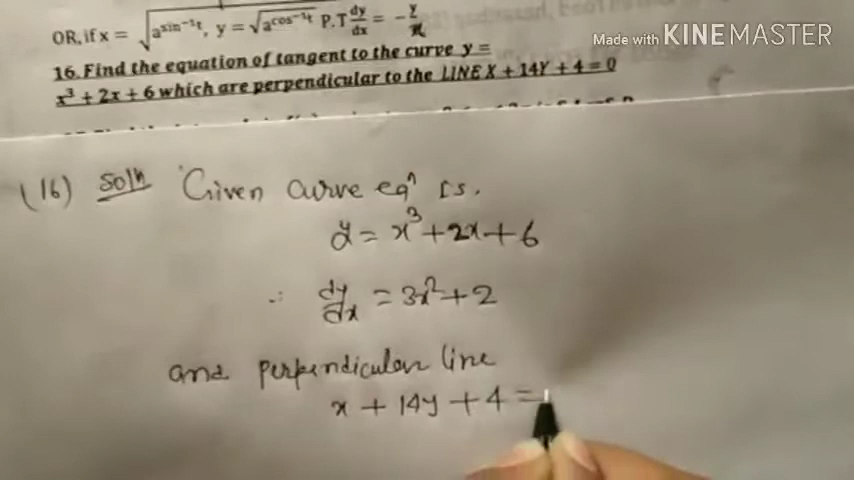 OR, if x = √a^sin⁻¹t, y = √a^cos⁻¹t P.T dy/dx = -y/x
Made with KINEMASTER
16. Find the equation of tangent to the curve y =
x³ + 2x + 6 which are perpendicular to the LINE X + 14Y + 4 = 0
(16) Soln Given curve eqn is.
y = x³ + 2x + 6
∴ dy/dx = 3x² + 2
and perpendicular line
x + 14y + 4 =